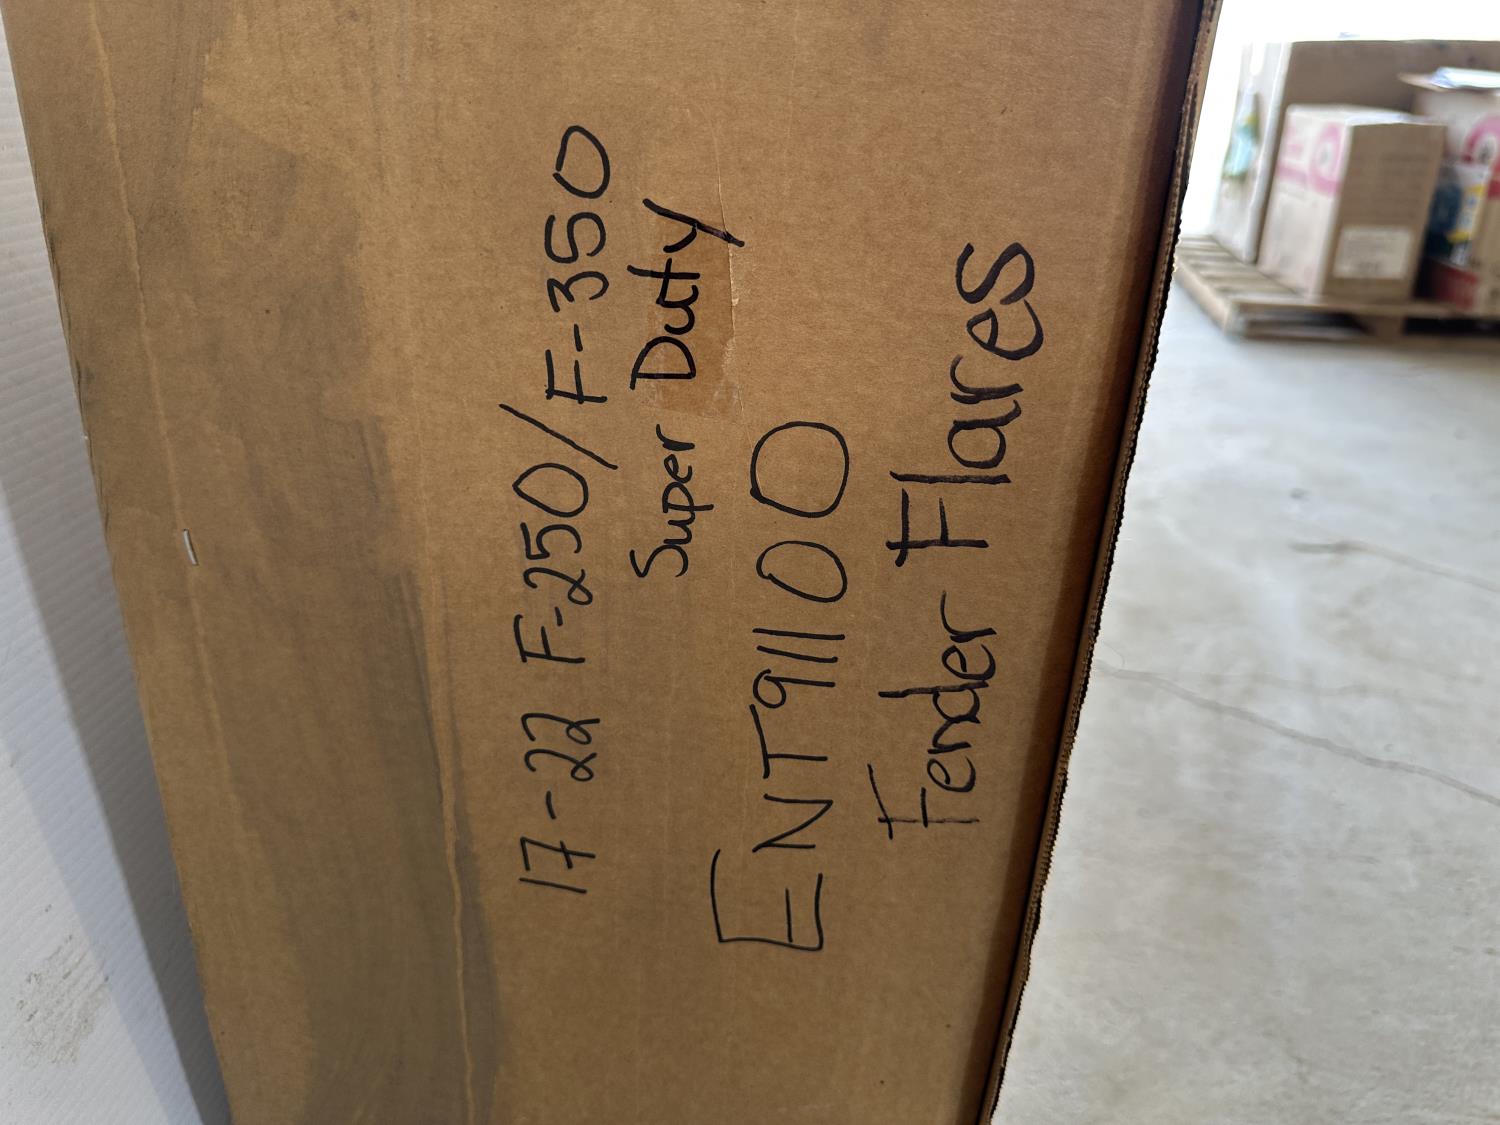 17-22 F-250/F-350
Super Duty
ENT91100
Fender Flares